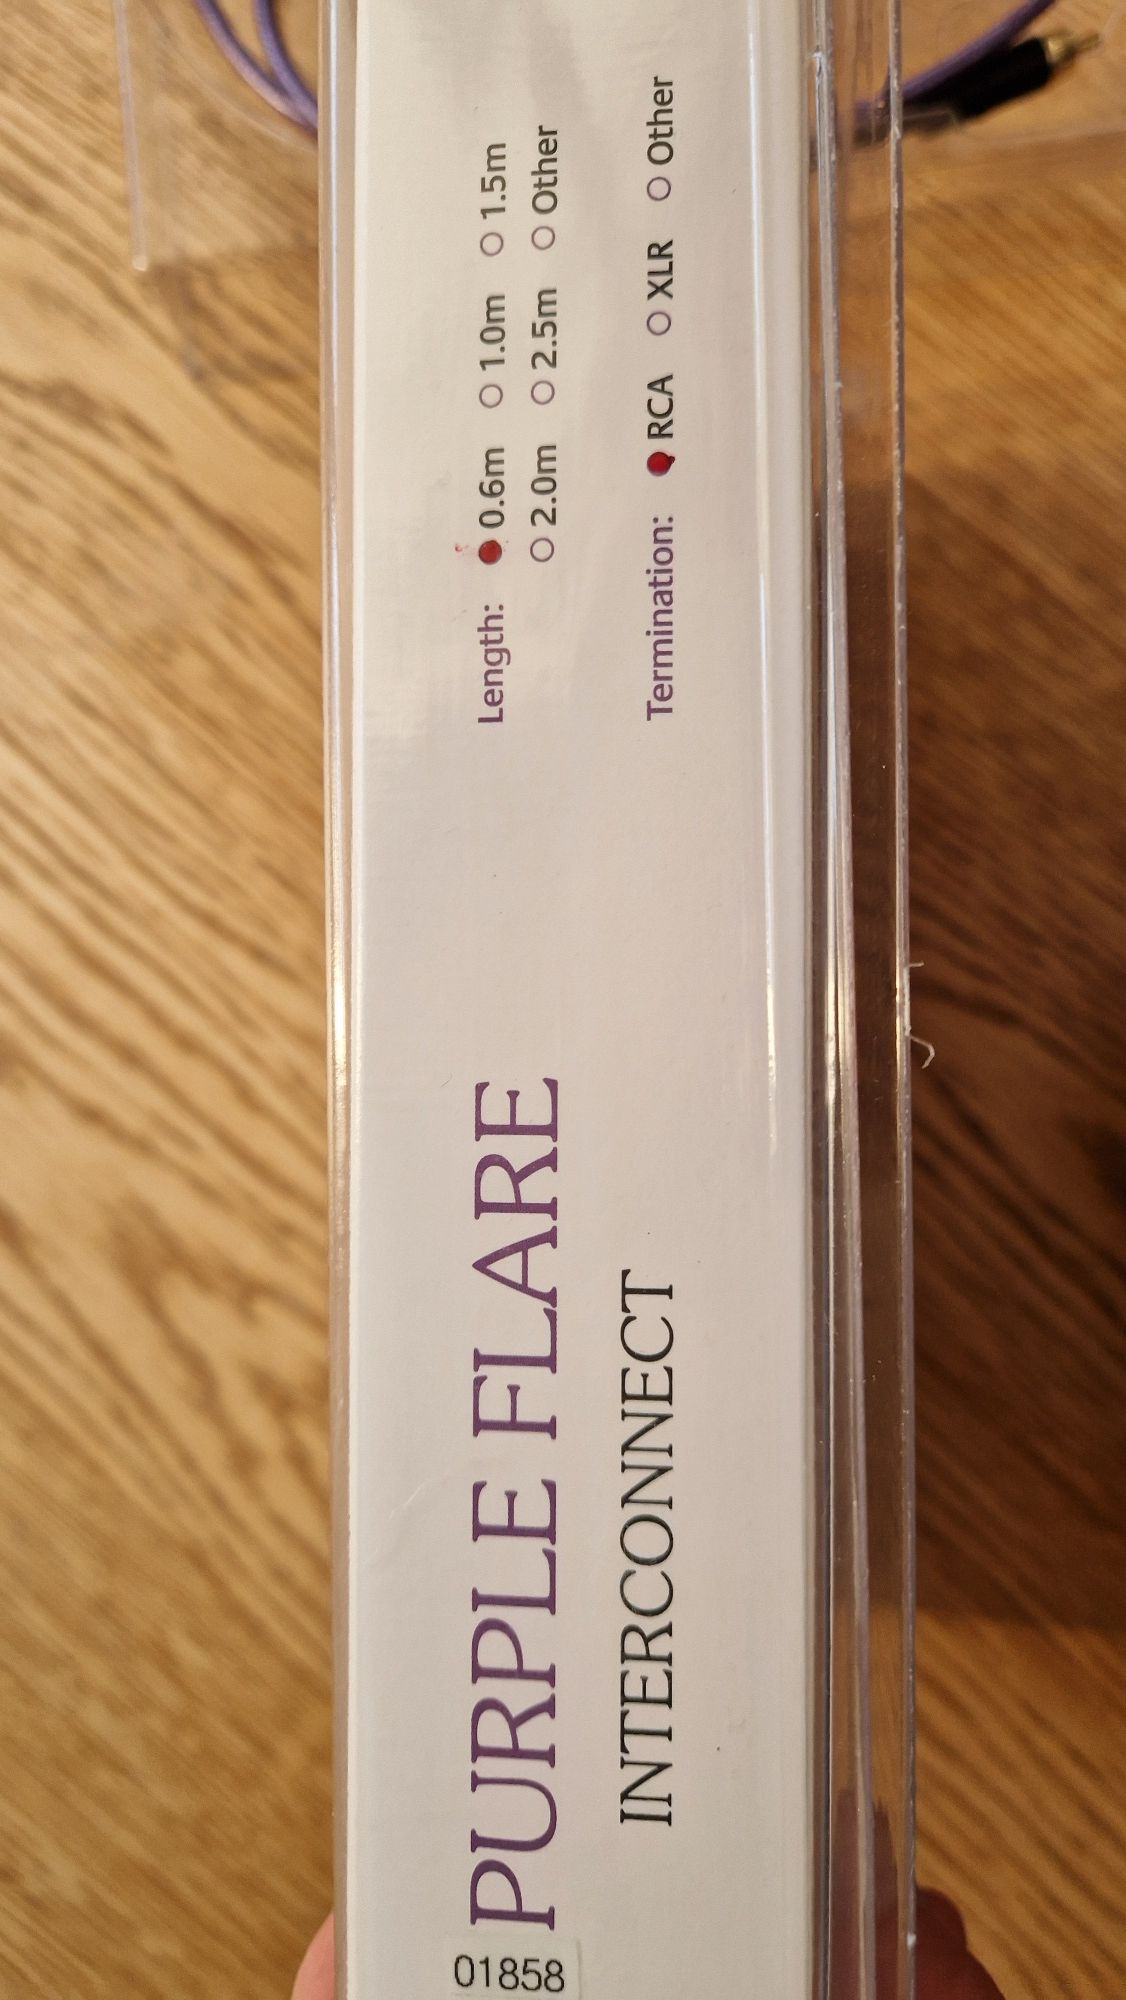 PURPLE FLARE
INTERCONNECT
Length: 0.6m 1.0m 1.5m
2.0m 2.5m Other
Termination: RCA XLR Other
01858